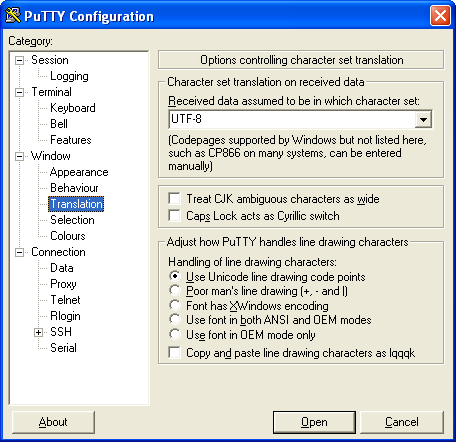 PuTTY Configuration
Category:
Session
Logging
Terminal
Keyboard
Bell
Features
Window
Appearance
Behaviour
Translation
Selection
Colours
Connection
Data
Proxy
Telnet
Rlogin
SSH
Serial
Options controlling character set translation
Character set translation on received data
Received data assumed to be in which character set:
UTF-8
(Codepages supported by Windows but not listed here,
such as CP866 on many systems, can be entered
manually)
Treat CJK ambiguous characters as wide
Caps Lock acts as Cyrillic switch
Adjust how PuTTY handles line drawing characters
Handling of line drawing characters:
Use Unicode line drawing code points
Poor man's line drawing (+, - and |)
Font has XWindows encoding
Use font in both ANSI and OEM modes
Use font in OEM mode only
Copy and paste line drawing characters as lqqqk
About
Open
Cancel